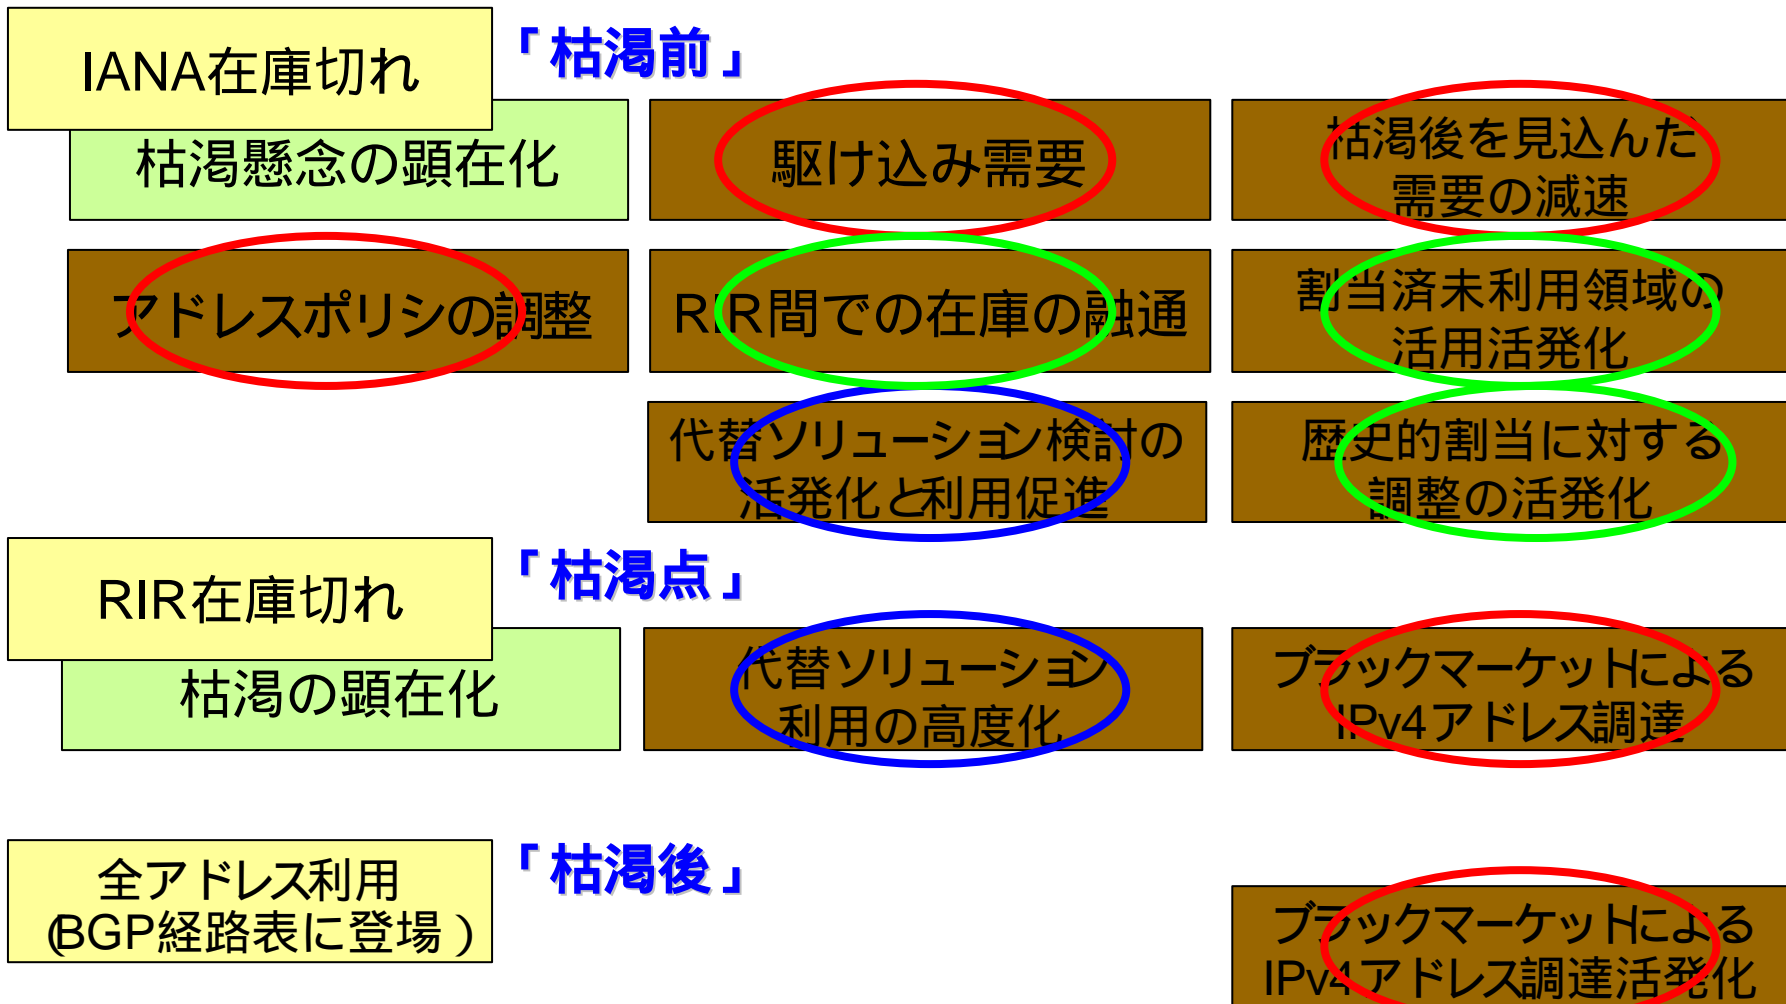 IANA在庫切れ
「枯渇前」
枯渇懸念の顕在化
駆け込み需要
枯渇後を見込んだ
需要の減速
アドレスポリシの調整
RIR間での在庫の融通
割当済未利用領域の
活用活発化
代替ソリューション検討の
活発化と利用促進
歴史的割当に対する
調整の活発化
RIR在庫切れ
「枯渇点」
枯渇の顕在化
代替ソリューション
利用の高度化
ブラックマーケットによる
IPv4アドレス調達
全アドレス利用
(BGP経路表に登場)
「枯渇後」
ブラックマーケットによる
IPv4アドレス調達活発化